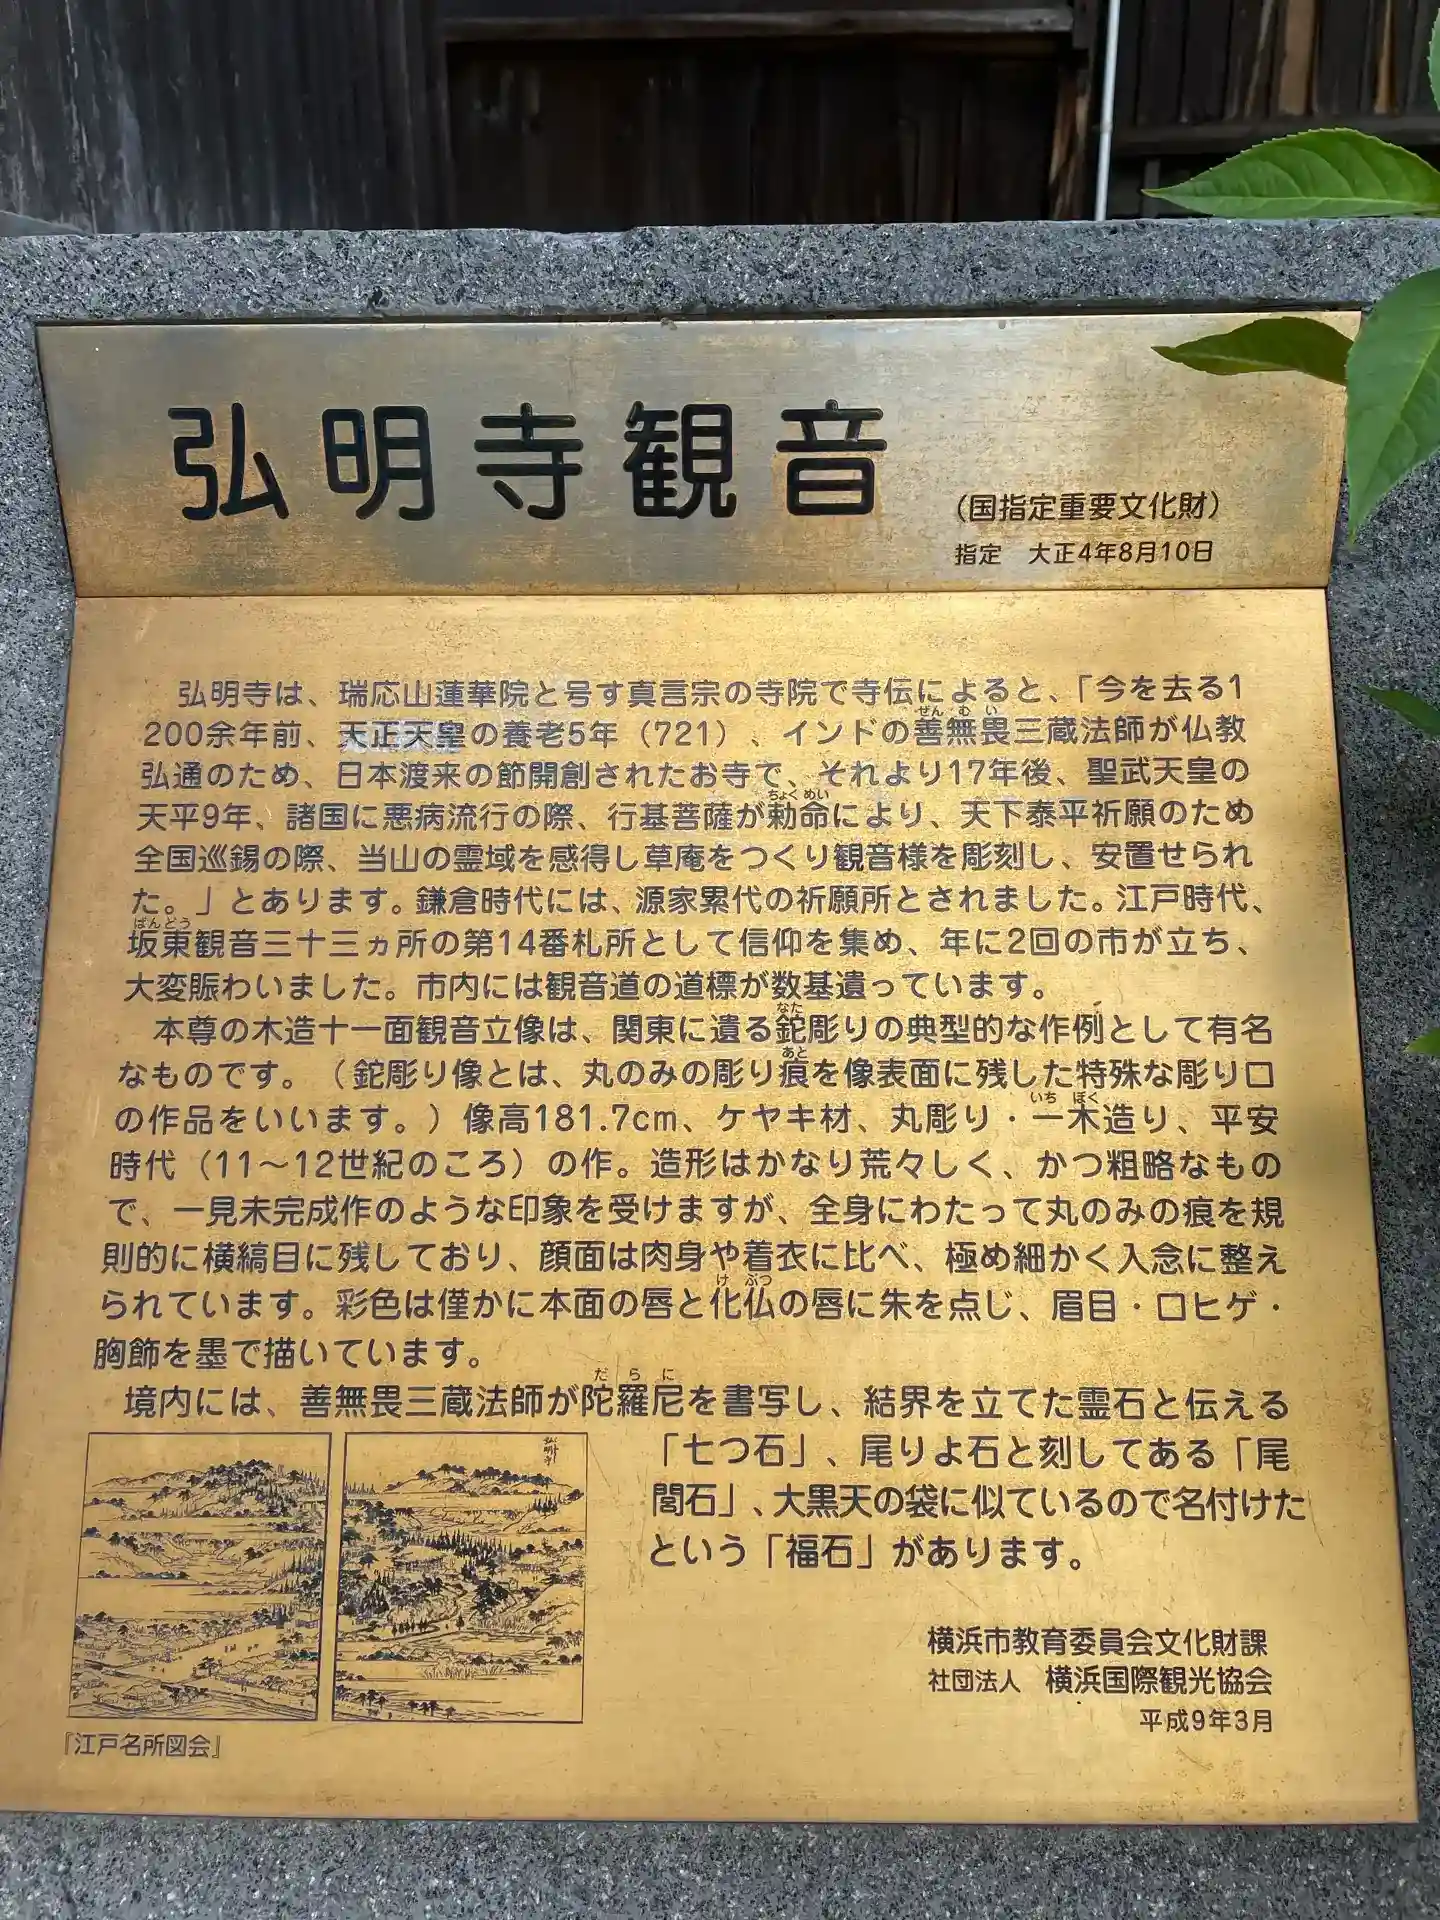 弘明寺観音
(国指定重要文化財)
指定 大正4年8月10日
弘明寺は、瑞応山蓮華院と号す真言宗の寺院で寺伝によると、「今を去る1
ぜんむい
200余年前、天正天皇の養老5年(721)、インドの善無畏三蔵法師が仏教
弘通のため、日本渡来の節開創されたお寺で、それより17年後、聖武天皇の
ちょくめい
天平9年、諸国に悪病流行の際、行基菩薩が勅命により、天下泰平祈願のため
全国巡錫の際、当山の霊域を感得し草庵をつくり観音様を彫刻し、安置せられ
た。」とあります。鎌倉時代には、源家累代の祈願所とされました。江戸時代、
ばんどう
坂東観音三十三ヵ所の第14番札所として信仰を集め、年に2回の市が立ち、
大変賑わいました。市内には観音道の道標が数基遺っています。
なた
本尊の木造十一面観音立像は、関東に遺る鉈彫りの典型的な作例として有名
あと
なものです。(鉈彫り像とは、丸のみの彫り痕を像表面に残した特殊な彫り口
いちぼく
の作品をいいます。)像高181.7cm、ケヤキ材、丸彫り・一木造り、平安
時代(11~12世紀のころ)の作。造形はかなり荒々しく、かつ粗略なもの
で、一見未完成作のような印象を受けますが、全身にわたって丸のみの痕を規
則的に横縞目に残しており、顔面は肉身や着衣に比べ、極め細かく入念に整え
けぶつ
られています。彩色は僅かに本面の唇と化仏の唇に朱を点じ、眉目・口ヒゲ・
胸飾を墨で描いています。
だらに
境内には、善無畏三蔵法師が陀羅尼を書写し、結界を立てた霊石と伝える
「七つ石」、尾りよ石と刻してある「尾
閭石」、大黒天の袋に似ているので名付けた
という「福石」があります。
弘明寺
『江戸名所図会』
横浜市教育委員会文化財課
社団法人 横浜国際観光協会
平成9年3月